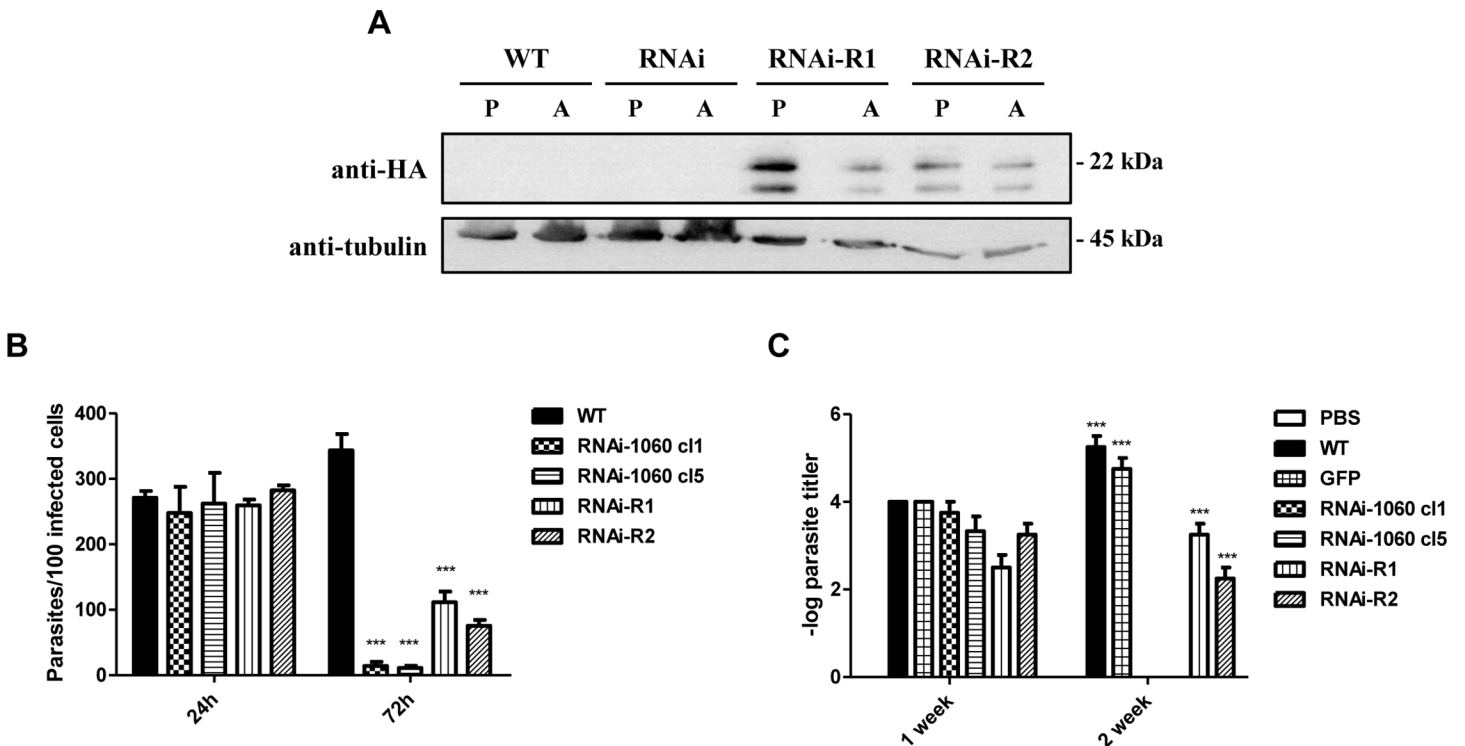 A
WT RNAi RNAi-R1 RNAi-R2
P A P A P A P A
anti-HA - 22 kDa
anti-tubulin - 45 kDa
B
Parasites/100 infected cells
400
300
200
100
0
*** *** *** ***
24h 72h
WT
RNAi-1060 cl1
RNAi-1060 cl5
RNAi-R1
RNAi-R2
C
-log parasite titler
6
4
2
0
*** *** *** ***
1 week 2 week
PBS
WT
GFP
RNAi-1060 cl1
RNAi-1060 cl5
RNAi-R1
RNAi-R2